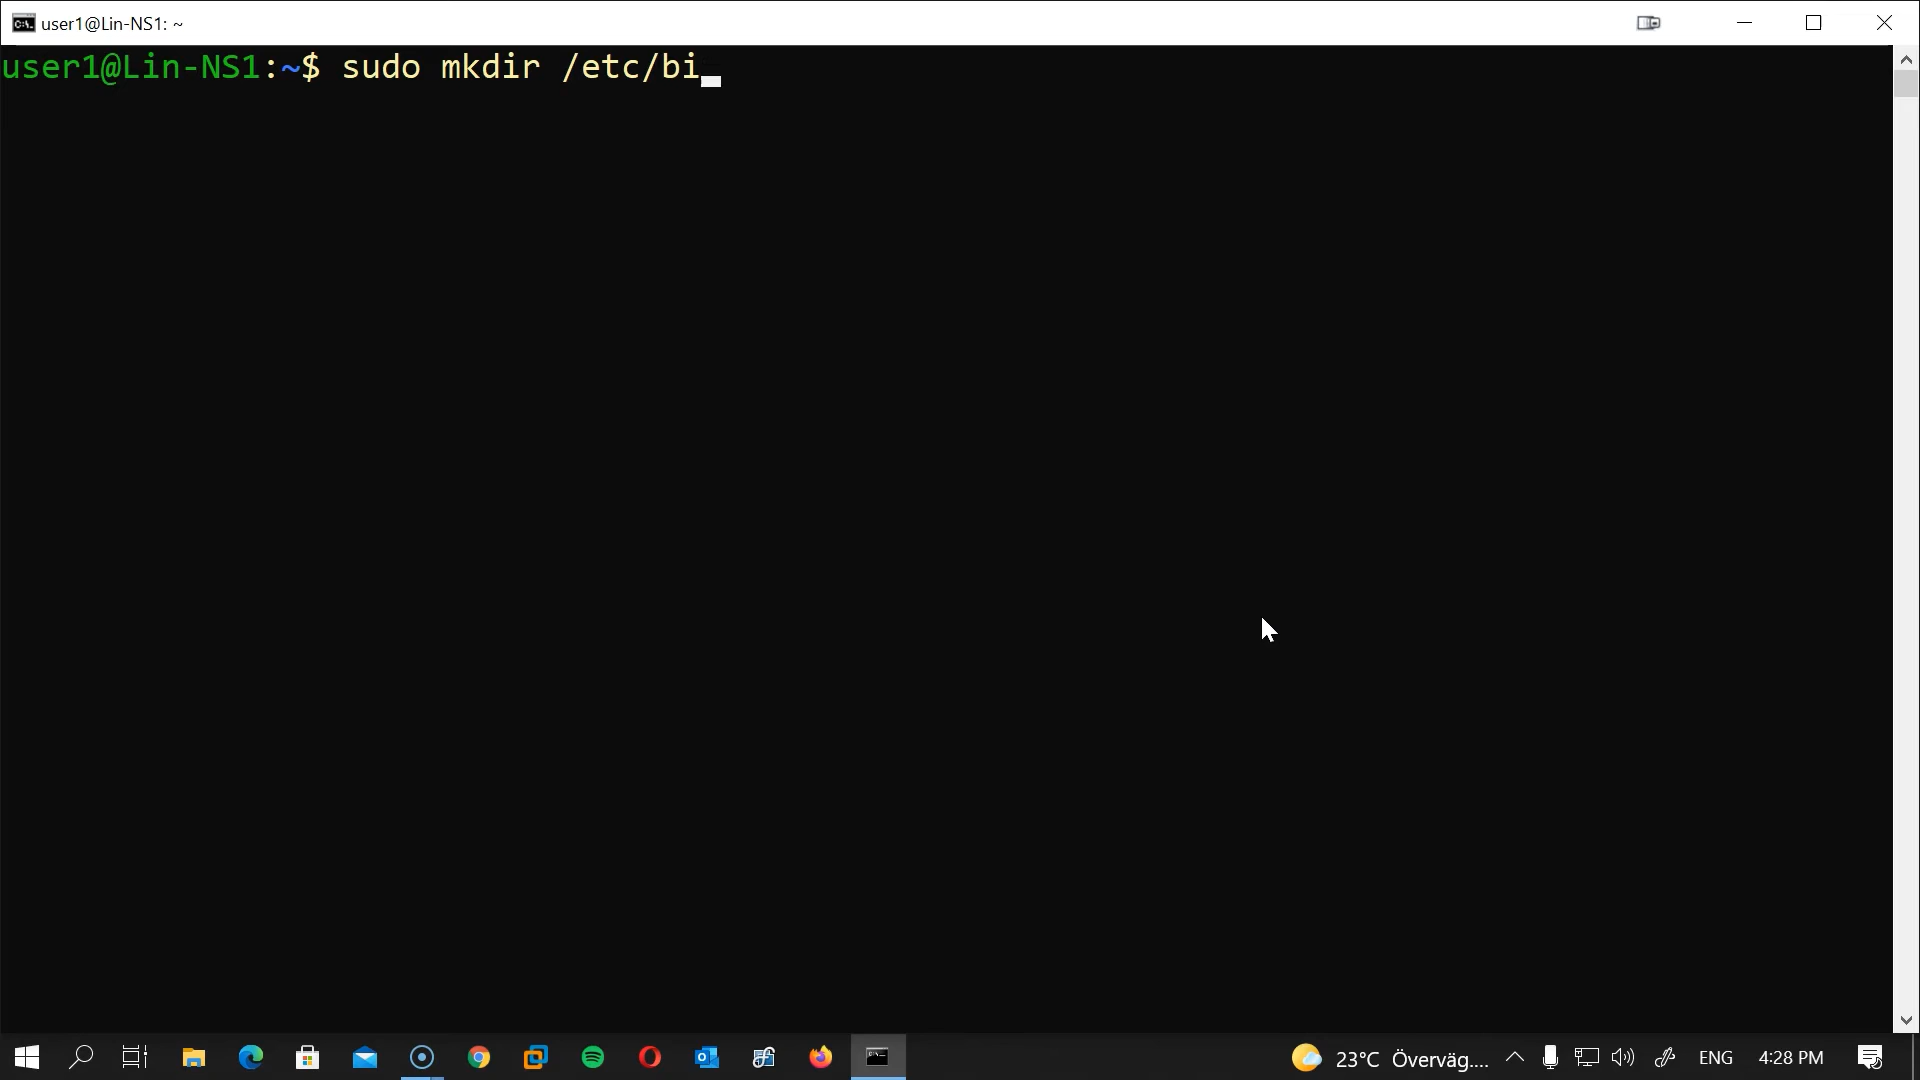 user1@Lin-NS1: ~
user1@Lin-NS1:~$ sudo mkdir /etc/bi
23°C Överväg.... ENG 4:28 PM